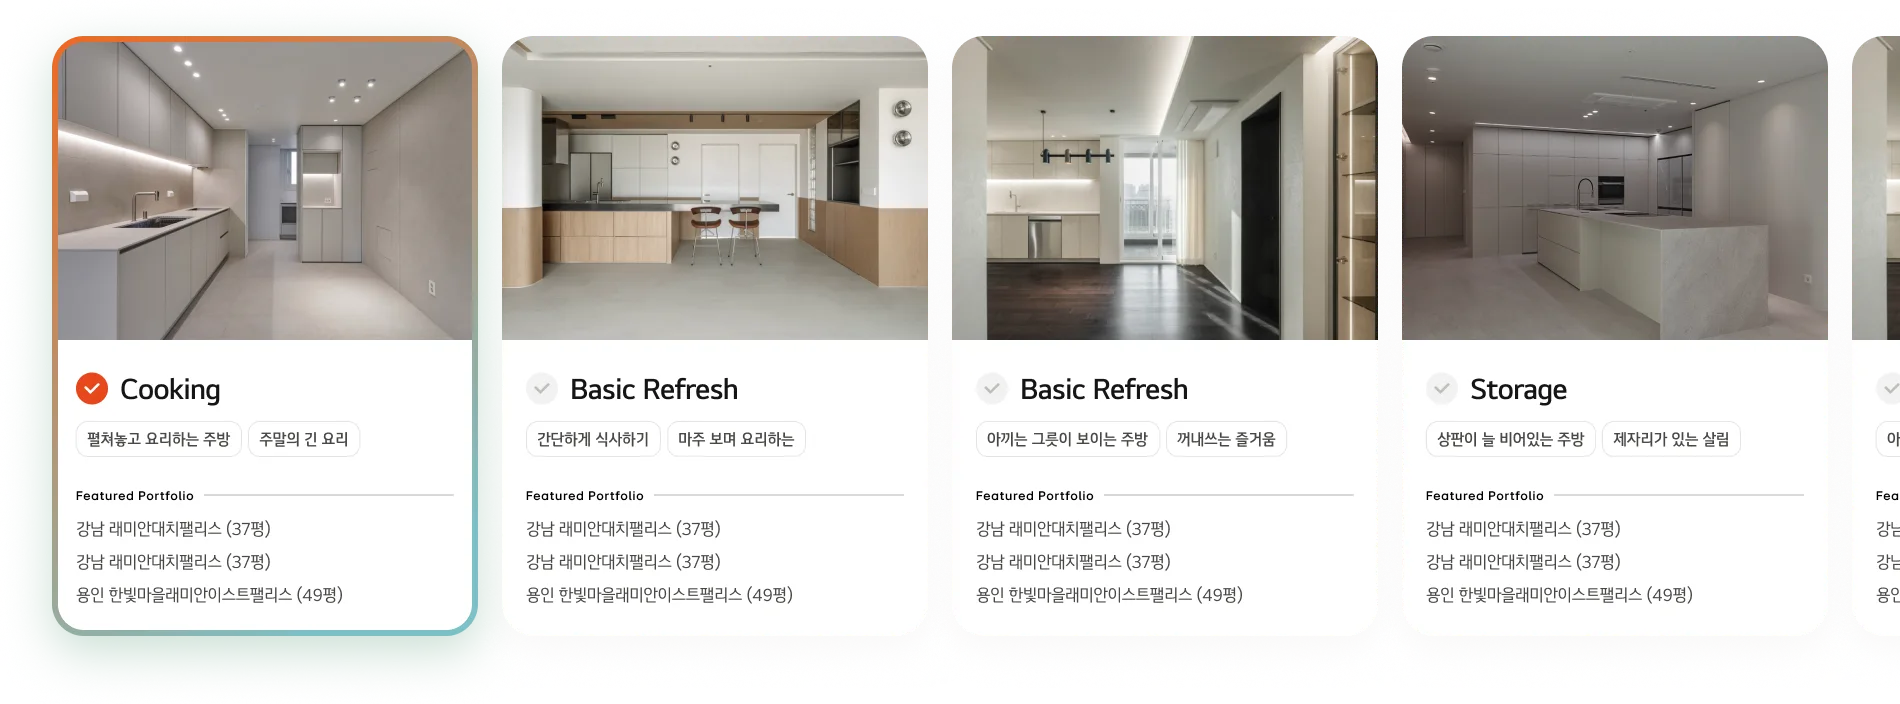 Cooking
펼쳐놓고 요리하는 주방
주말의 긴 요리
Featured Portfolio
강남 래미안대치팰리스 (37평)
강남 래미안대치팰리스 (37평)
용인 한빛마을래미안이스트팰리스 (49평)
Basic Refresh
간단하게 식사하기
마주 보며 요리하는
Featured Portfolio
강남 래미안대치팰리스 (37평)
강남 래미안대치팰리스 (37평)
용인 한빛마을래미안이스트팰리스 (49평)
Basic Refresh
아끼는 그릇이 보이는 주방
꺼내쓰는 즐거움
Featured Portfolio
강남 래미안대치팰리스 (37평)
강남 래미안대치팰리스 (37평)
용인 한빛마을래미안이스트팰리스 (49평)
Storage
상판이 늘 비어있는 주방
제자리가 있는 살림
Featured Portfolio
강남 래미안대치팰리스 (37평)
강남 래미안대치팰리스 (37평)
용인 한빛마을래미안이스트팰리스 (49평)